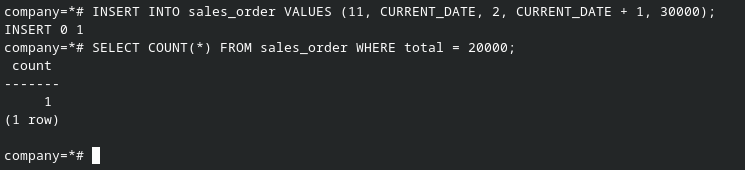 company=*# INSERT INTO sales_order VALUES (11, CURRENT_DATE, 2, CURRENT_DATE + 1, 30000);
INSERT 0 1
company=*# SELECT COUNT(*) FROM sales_order WHERE total = 20000;
 count
-------
     1
(1 row)

company=*#